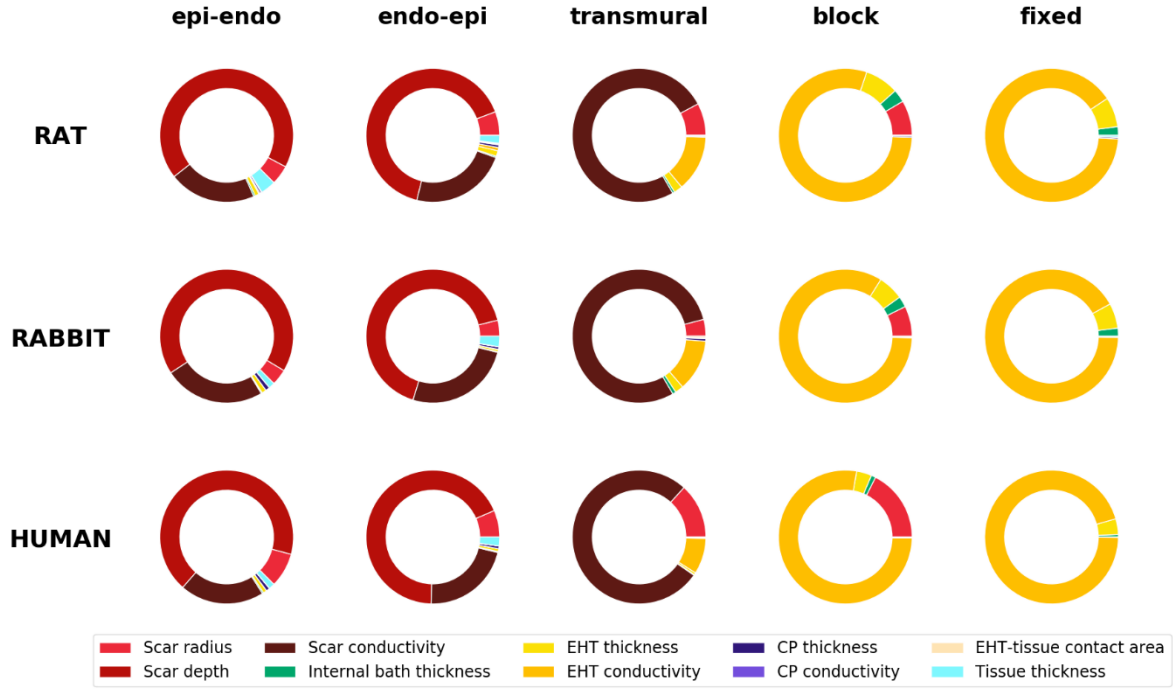 epi-endo endo-epi transmural block fixed
RAT
RABBIT
HUMAN
Scar radius Scar conductivity EHT thickness CP thickness EHT-tissue contact area
Scar depth Internal bath thickness EHT conductivity CP conductivity Tissue thickness